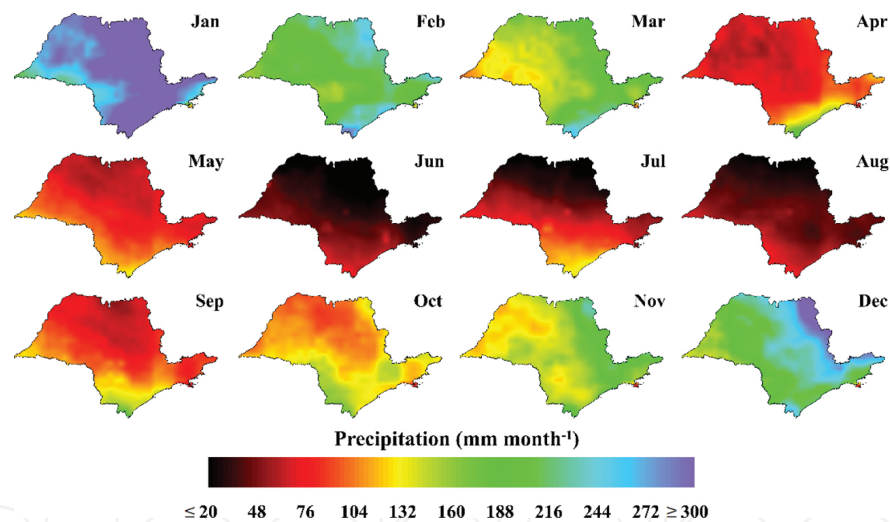 Jan Feb Mar Apr
May Jun Jul Aug
Sep Oct Nov Dec
Precipitation (mm month⁻¹)
≤ 20 48 76 104 132 160 188 216 244 272 ≥ 300